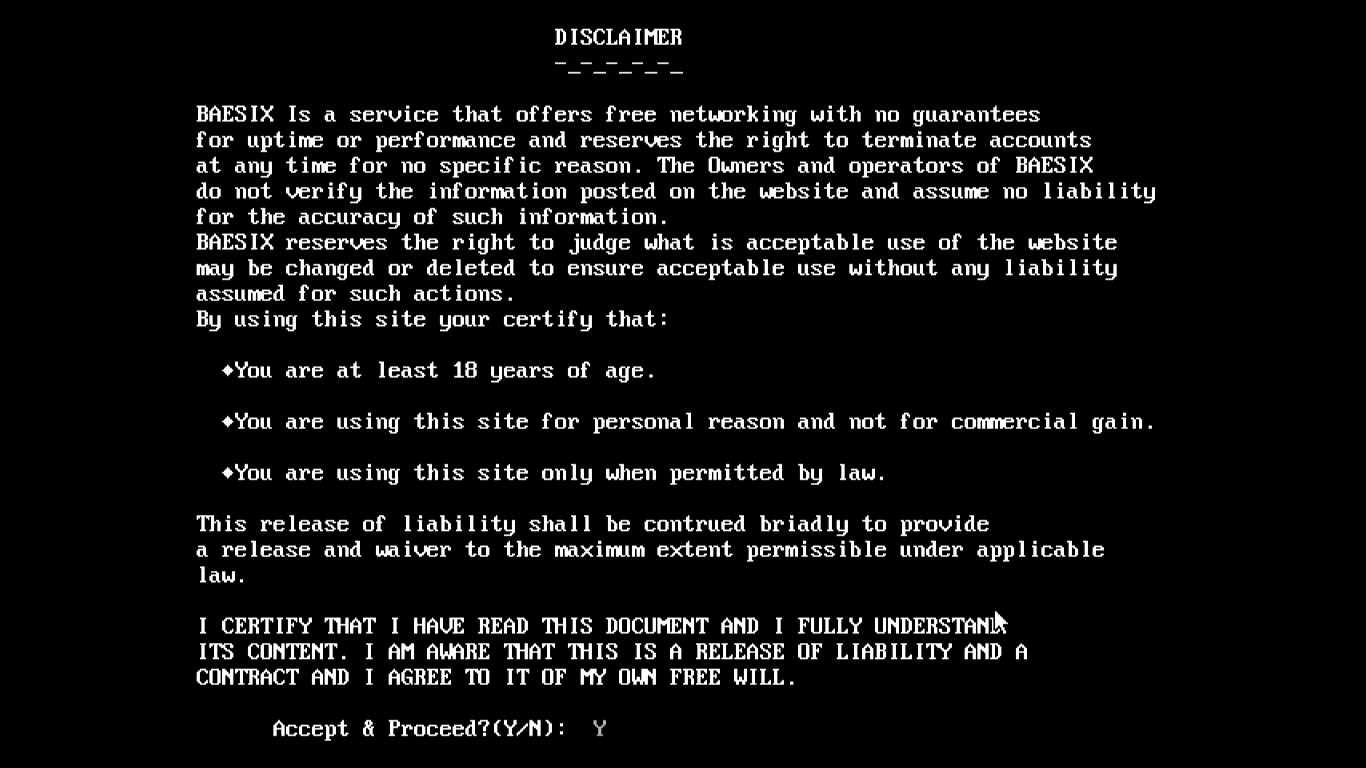 DISCLAIMER
-_-_-_-_-_
BAESIX Is a service that offers free networking with no guarantees
for uptime or performance and reserves the right to terminate accounts
at any time for no specific reason. The Owners and operators of BAESIX
do not verify the information posted on the website and assume no liability
for the accuracy of such information.
BAESIX reserves the right to judge what is acceptable use of the website
may be changed or deleted to ensure acceptable use without any liability
assumed for such actions.
By using this site your certify that:
♦You are at least 18 years of age.
♦You are using this site for personal reason and not for commercial gain.
♦You are using this site only when permitted by law.
This release of liability shall be contrued briadly to provide
a release and waiver to the maximum extent permissible under applicable
law.
I CERTIFY THAT I HAVE READ THIS DOCUMENT AND I FULLY UNDERSTAND
ITS CONTENT. I AM AWARE THAT THIS IS A RELEASE OF LIABILITY AND A
CONTRACT AND I AGREE TO IT OF MY OWN FREE WILL.
Accept & Proceed?(Y/N): Y